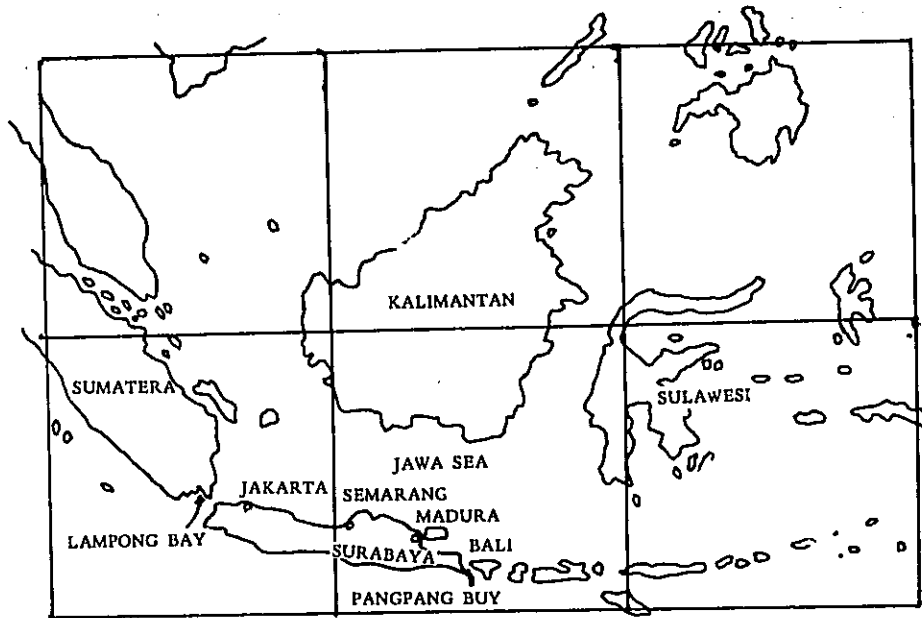 KALIMANTAN
SUMATERA
SULAWESI
JAWA SEA
JAKARTA
SEMARANG
MADURA
LAMPONG BAY
SURABAYA
BALI
PANGPANG BUY